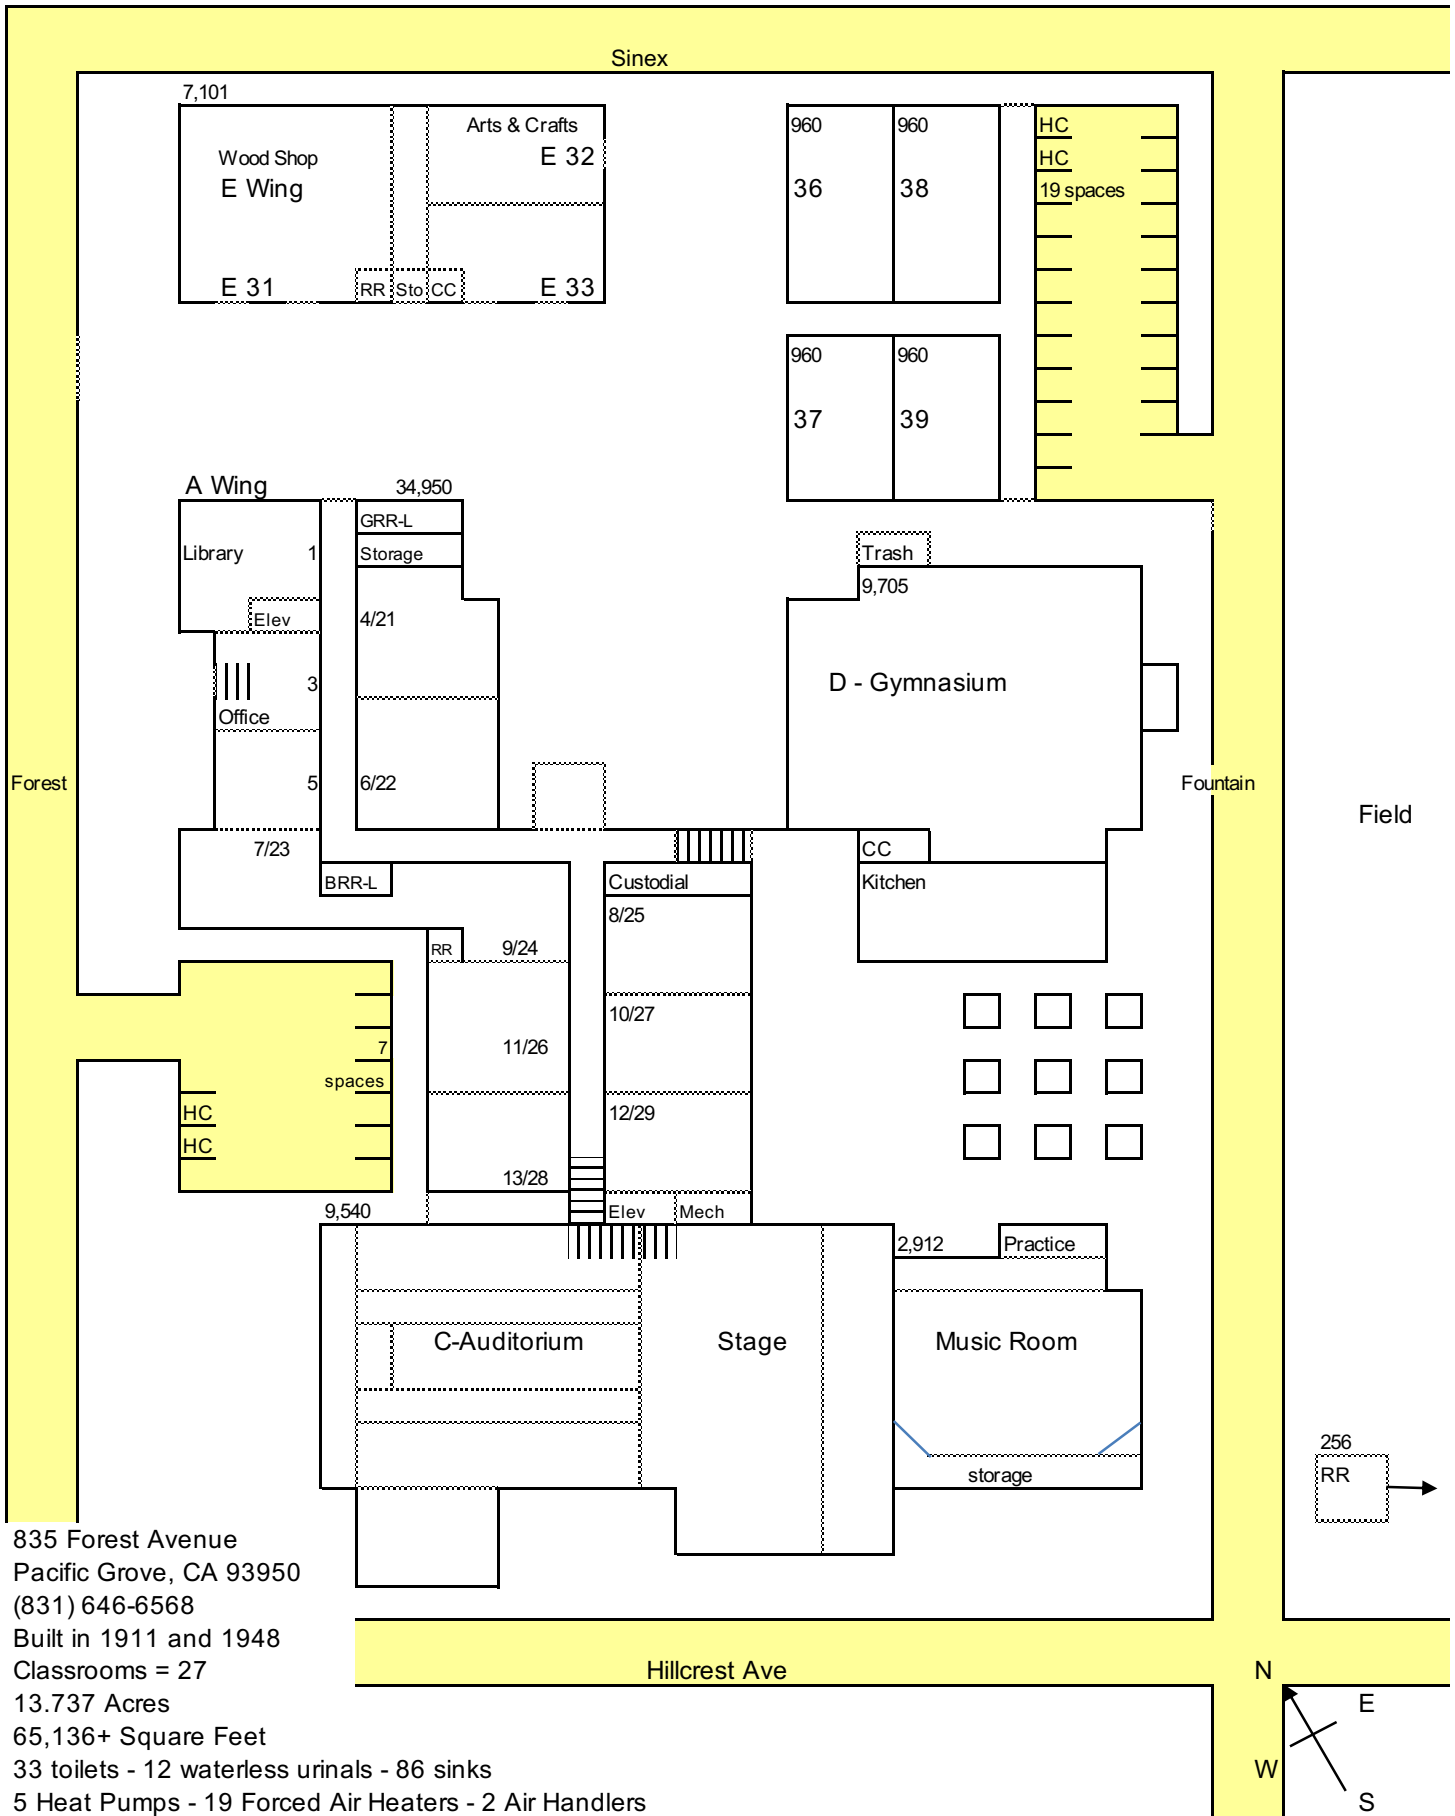 Sinex
7,101
Arts & Crafts
Wood Shop
E 32
E Wing
E 31
RR
Sto
CC
E 33
960
960
36
38
HC
HC
19 spaces
960
960
37
39
A Wing
34,950
GRR-L
Library
1
Storage
Elev
4/21
3
Office
5
6/22
7/23
BRR-L
Trash
9,705
D - Gymnasium
Forest
Fountain
Field
CC
Kitchen
Custodial
8/25
RR
9/24
10/27
11/26
12/29
13/28
7
spaces
HC
HC
9,540
Elev
Mech
2,912
Practice
C-Auditorium
Stage
Music Room
storage
256
RR
835 Forest Avenue
Pacific Grove, CA 93950
(831) 646-6568
Built in 1911 and 1948
Classrooms = 27
13.737 Acres
65,136+ Square Feet
33 toilets - 12 waterless urinals - 86 sinks
5 Heat Pumps - 19 Forced Air Heaters - 2 Air Handlers
Hillcrest Ave
N
E
W
S